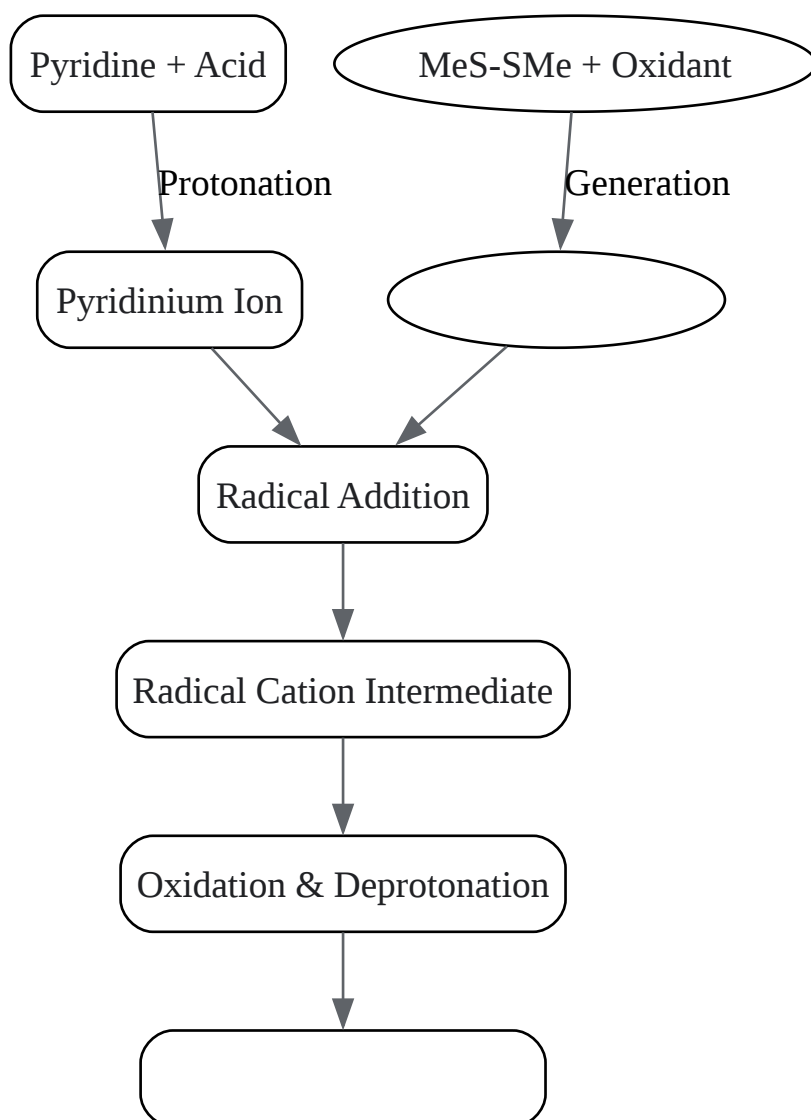 Pyridine + Acid
MeS-SMe + Oxidant
Protonation
Generation
Pyridinium Ion
Radical Addition
Radical Cation Intermediate
Oxidation & Deprotonation